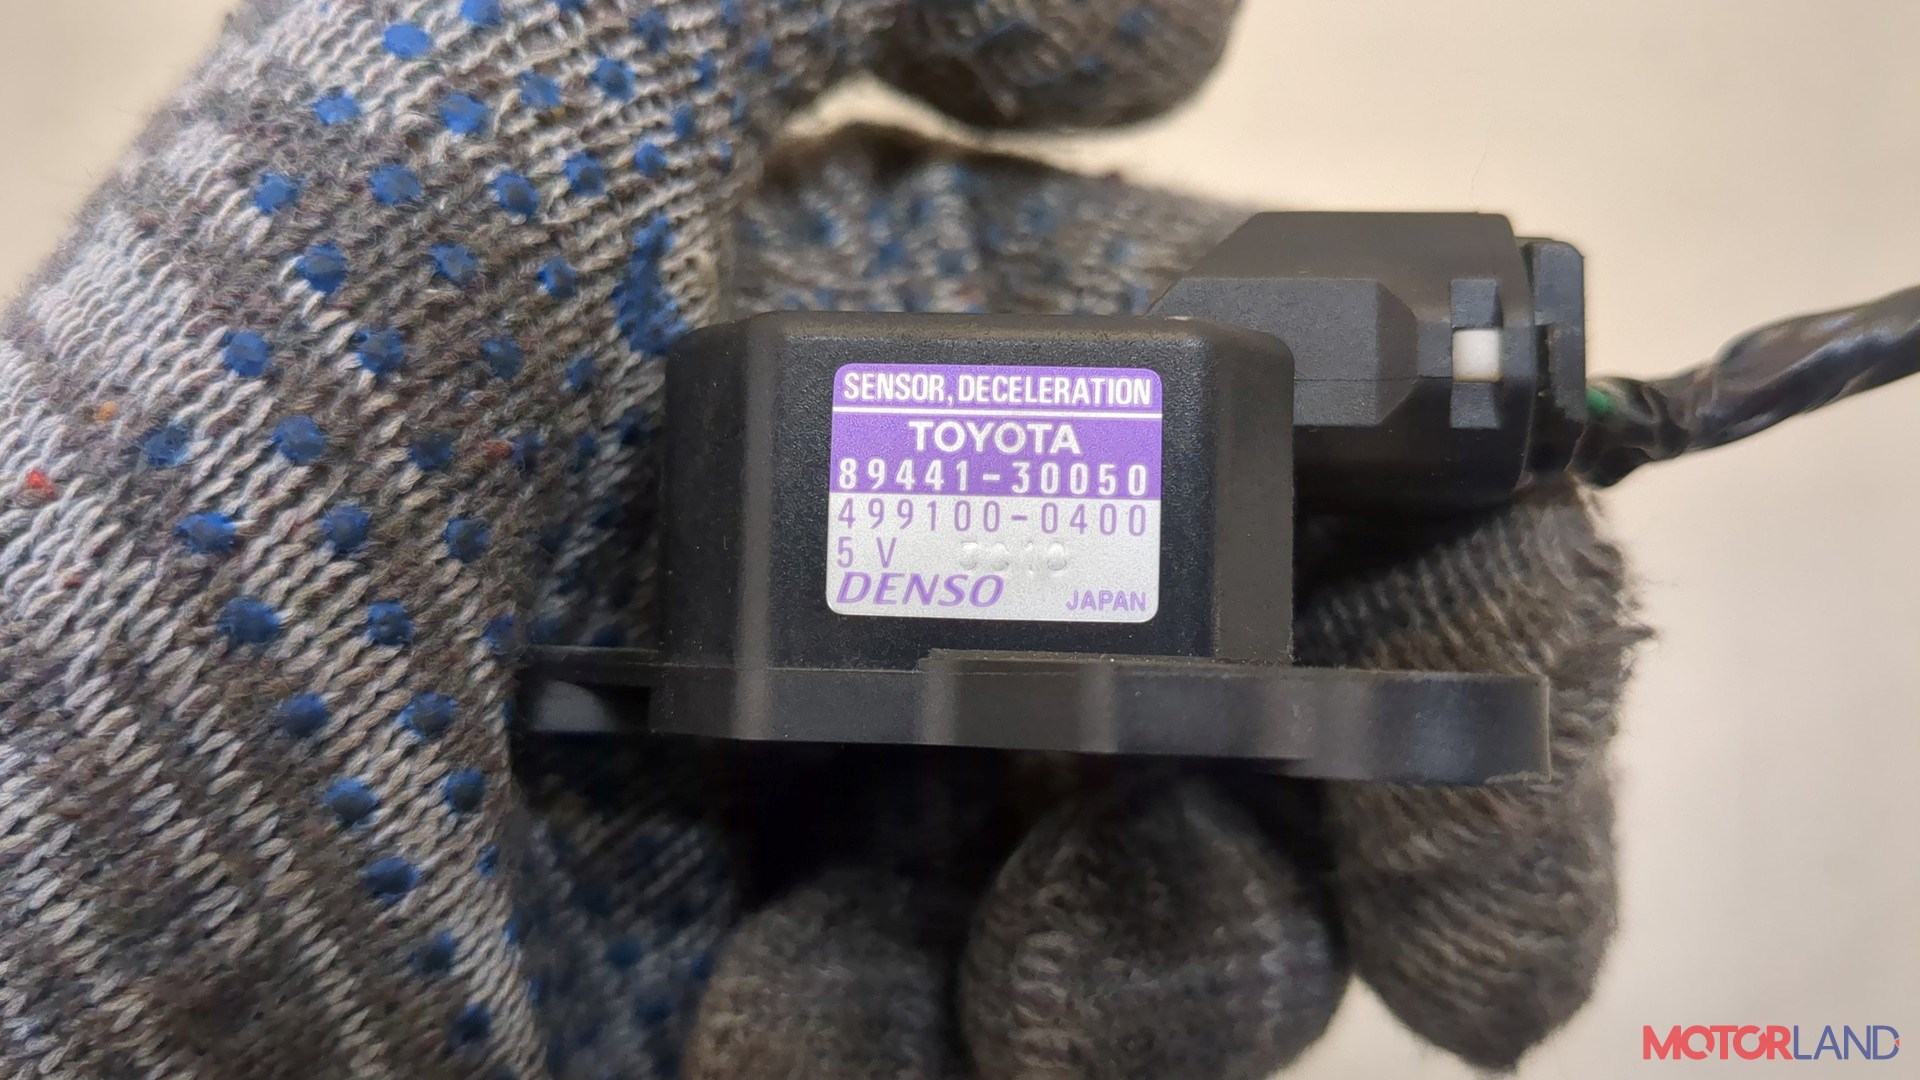 SENSOR, DECELERATION
TOYOTA
89441-30050
499100-0400
5 V
DENSO JAPAN
MOTORLAND